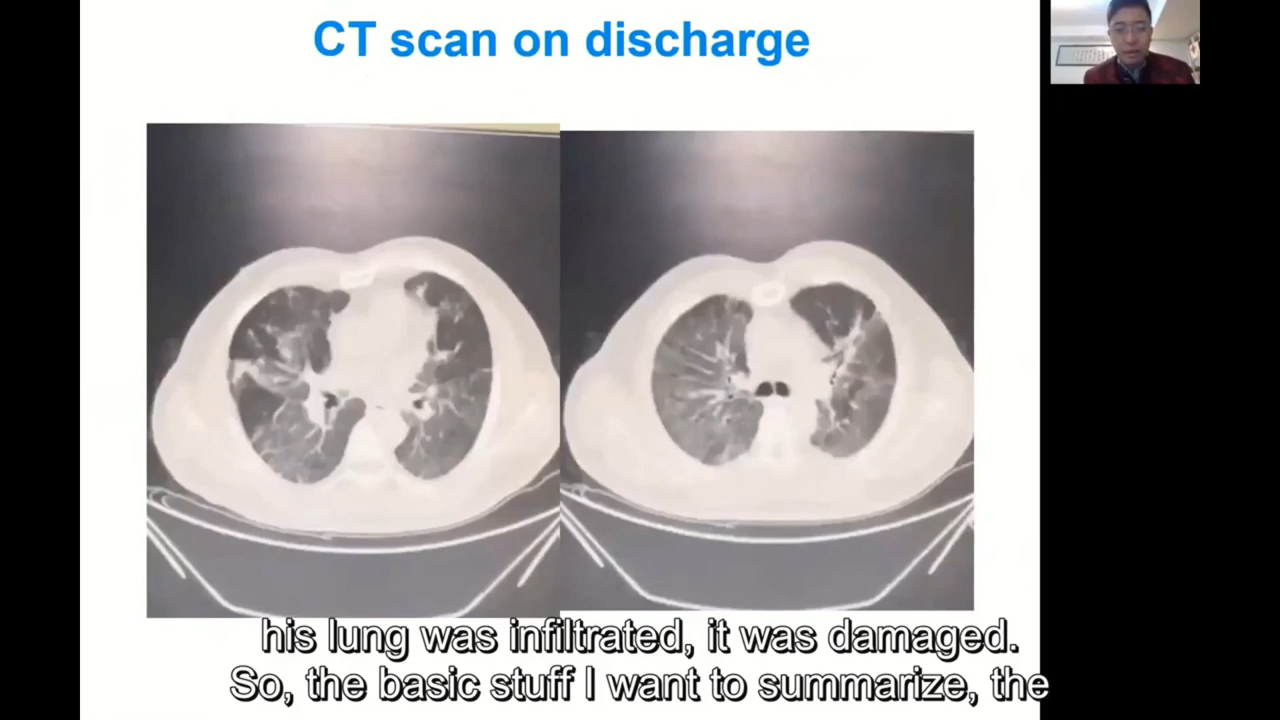 CT scan on discharge
his lung was infiltrated, it was damaged.
So, the basic stuff I want to summarize, the